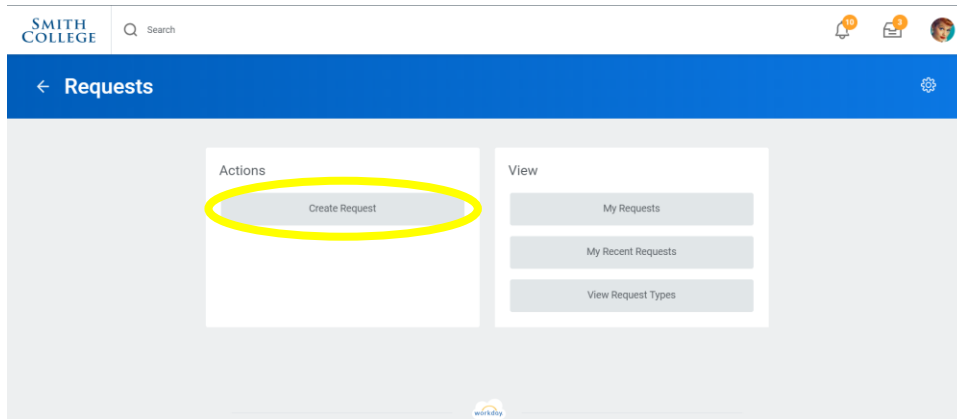 SMITH
COLLEGE
Search
10
3
Requests
Actions
Create Request
View
My Requests
My Recent Requests
View Request Types
workday